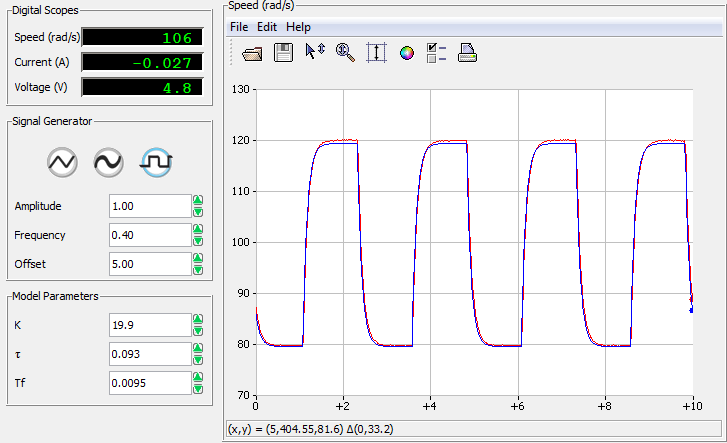 Digital Scopes
Speed (rad/s) 106
Current (A) -0.027
Voltage (V) 4.8
Signal Generator
Amplitude 1.00
Frequency 0.40
Offset 5.00
Model Parameters
K 19.9
τ 0.093
Tf 0.0095
Speed (rad/s)
File Edit Help
130
120
110
100
90
80
70
0 +2 +4 +6 +8 +10
(x,y) = (5,404.55,81.6) Δ(0,33.2)